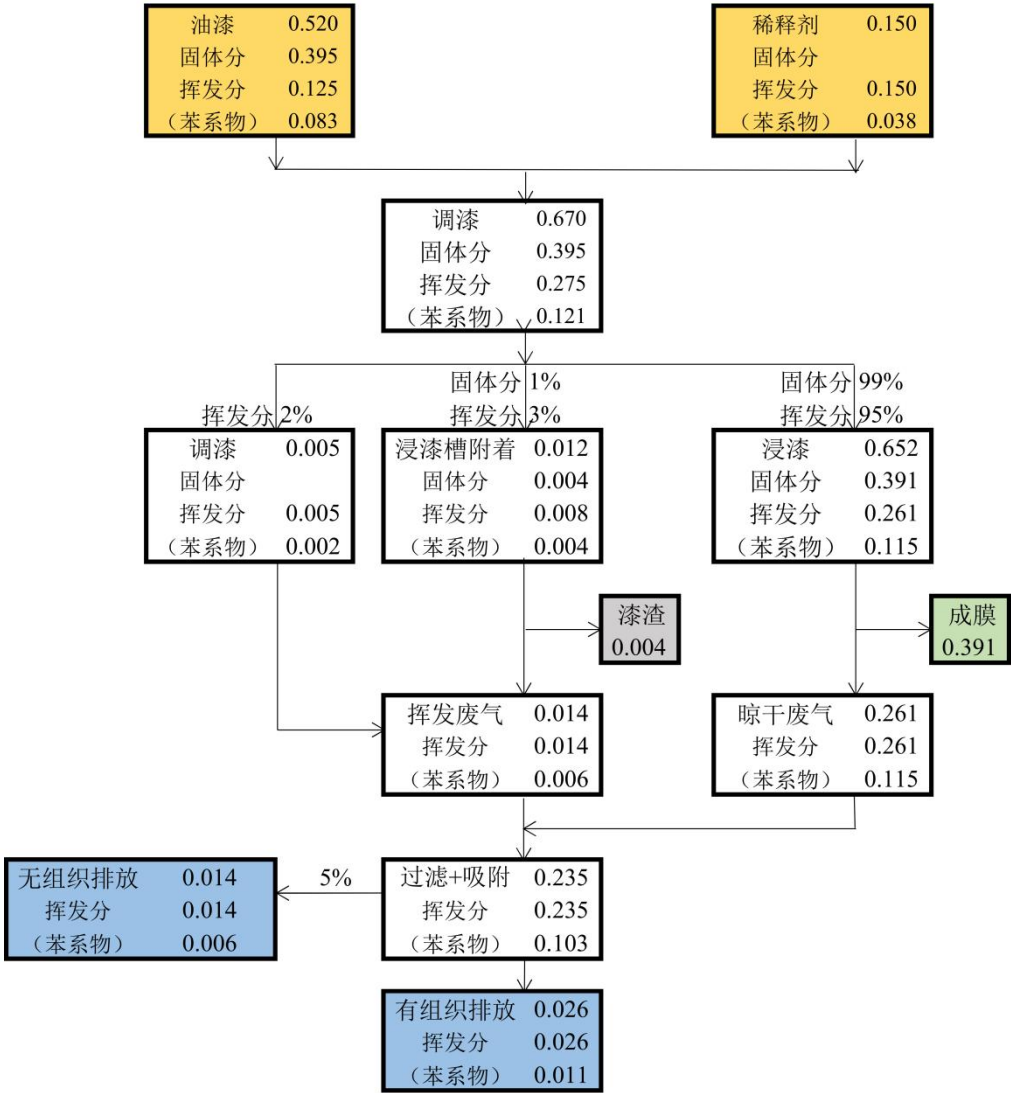 油漆 0.520
固体分 0.395
挥发分 0.125
（苯系物） 0.083
稀释剂 0.150
固体分
挥发分 0.150
（苯系物） 0.038
调漆 0.670
固体分 0.395
挥发分 0.275
（苯系物） 0.121
挥发分 2%
固体分 1%
挥发分 3%
固体分 99%
挥发分 95%
调漆 0.005
固体分
挥发分 0.005
（苯系物） 0.002
浸漆槽附着 0.012
固体分 0.004
挥发分 0.008
（苯系物） 0.004
浸漆 0.652
固体分 0.391
挥发分 0.261
（苯系物） 0.115
漆渣
0.004
成膜
0.391
挥发废气 0.014
挥发分 0.014
（苯系物） 0.006
晾干废气 0.261
挥发分 0.261
（苯系物） 0.115
无组织排放 0.014
挥发分 0.014
（苯系物） 0.006
5%
过滤+吸附 0.235
挥发分 0.235
（苯系物） 0.103
有组织排放 0.026
挥发分 0.026
（苯系物） 0.011